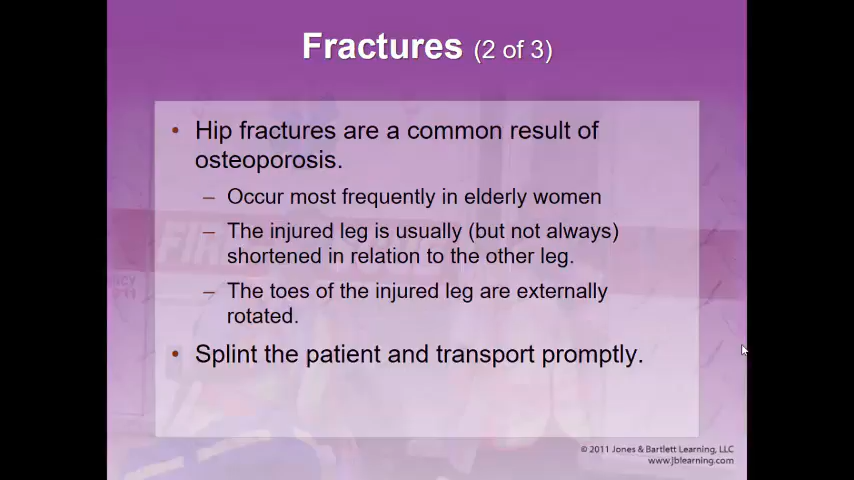 Fractures (2 of 3)
• Hip fractures are a common result of
osteoporosis.
– Occur most frequently in elderly women
– The injured leg is usually (but not always)
shortened in relation to the other leg.
– The toes of the injured leg are externally
rotated.
• Splint the patient and transport promptly.
FIRE
© 2011 Jones & Bartlett Learning, LLC
www.jblearning.com